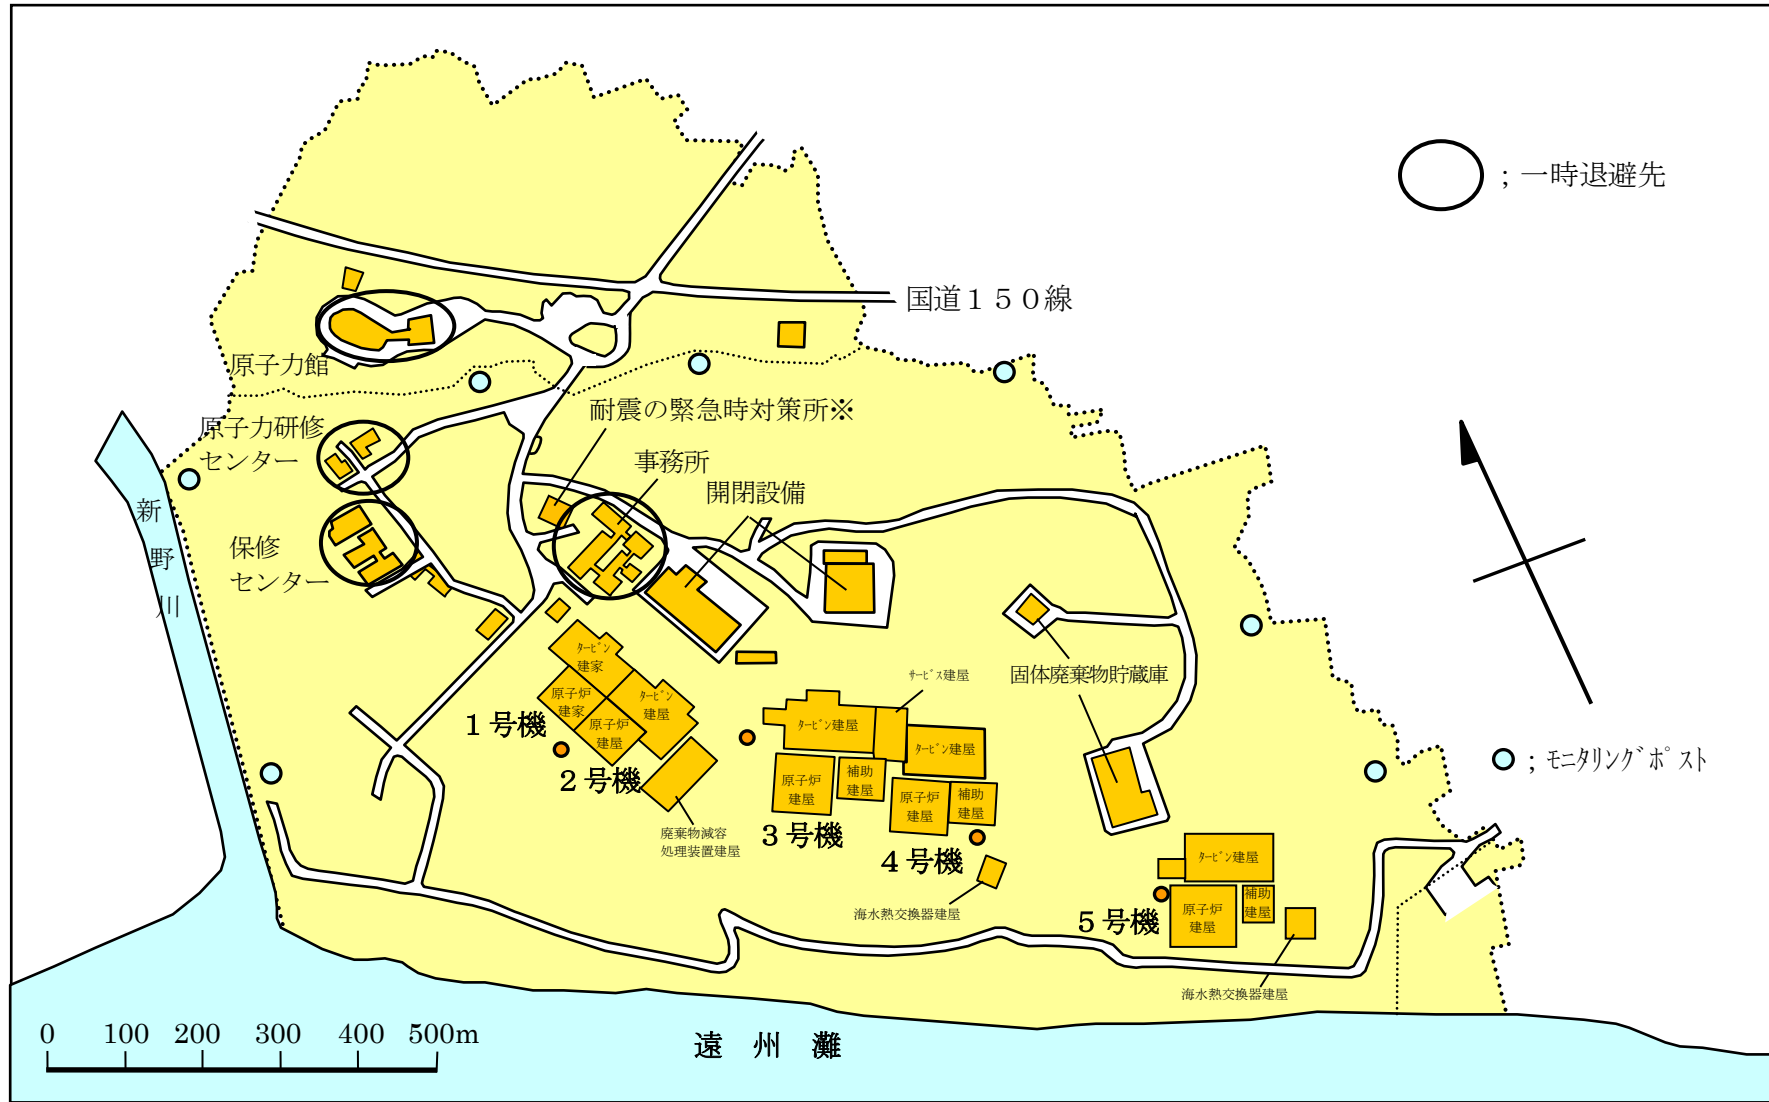 ；一時退避先
国道１５０線
原子力館
耐震の緊急時対策所※
原子力研修
センター
事務所
開閉設備
新
野
川
保修
センター
ﾀｰﾋﾞﾝ
建家
原子炉
建家
ﾀｰﾋﾞﾝ
建屋
原子炉
建屋
１号機
２号機
廃棄物減容
処理装置建屋
ｻｰﾋﾞｽ建屋
固体廃棄物貯蔵庫
ﾀｰﾋﾞﾝ建屋
ﾀｰﾋﾞﾝ建屋
原子炉
建屋
補助
建屋
原子炉
建屋
補助
建屋
３号機
４号機
海水熱交換器建屋
；ﾓﾆﾀﾘﾝｸﾞﾎﾟｽﾄ
ﾀｰﾋﾞﾝ建屋
原子炉
建屋
補助
建屋
５号機
海水熱交換器建屋
0 100 200 300 400 500m
遠州灘